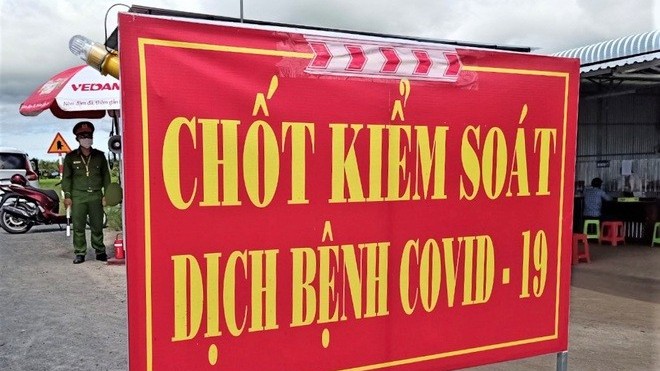 VEDAN
CHỐT KIỂM SOÁT
DỊCH BỆNH COVID - 19